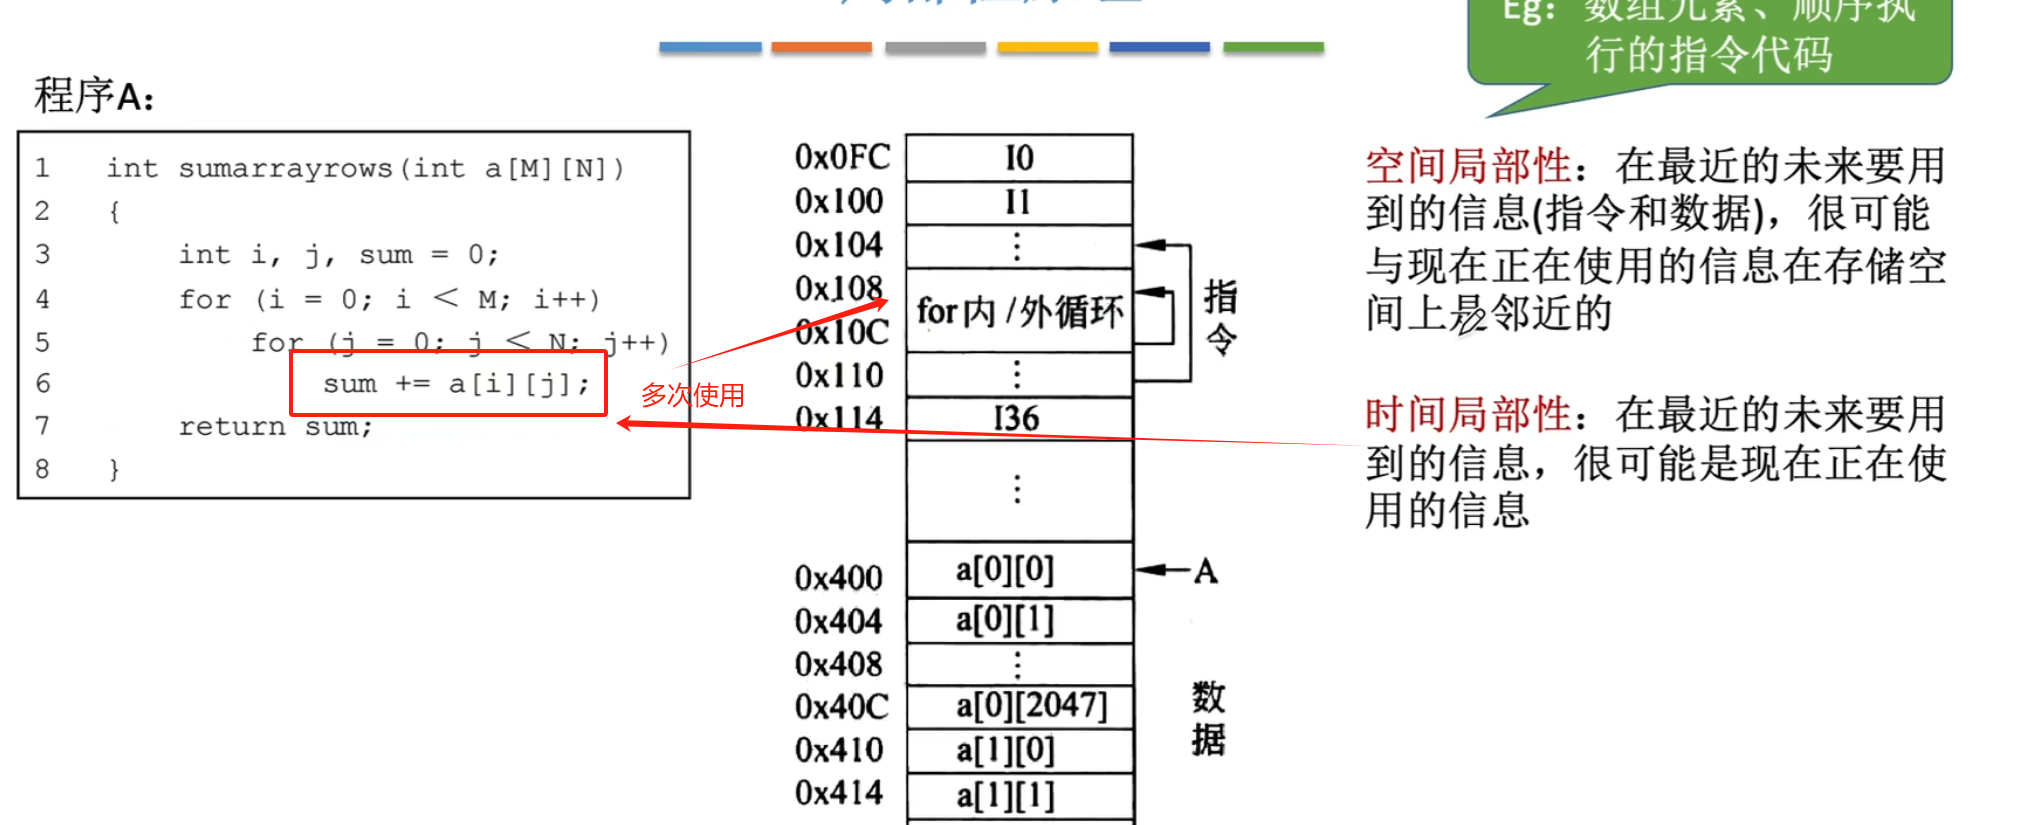 Eg：数组元素、顺序执
行的指令代码
程序A：
1 int sumarrayrows(int a[M][N])
2 {
3 int i, j, sum = 0;
4 for (i = 0; i < M; i++)
5 for (j = 0; j < N; j++)
6 sum += a[i][j];
7 return sum;
8 }
多次使用
0x0FC I0
0x100 I1
0x104 ⋮
0x108
for内/外循环
0x10C
0x110 ⋮
0x114 I36
⋮
指令
0x400 a[0][0] A
0x404 a[0][1]
0x408 ⋮
0x40C a[0][2047]
0x410 a[1][0]
0x414 a[1][1]
数据
空间局部性：在最近的未来要用
到的信息(指令和数据)，很可能
与现在正在使用的信息在存储空
间上是邻近的
时间局部性：在最近的未来要用
到的信息，很可能是现在正在使
用的信息